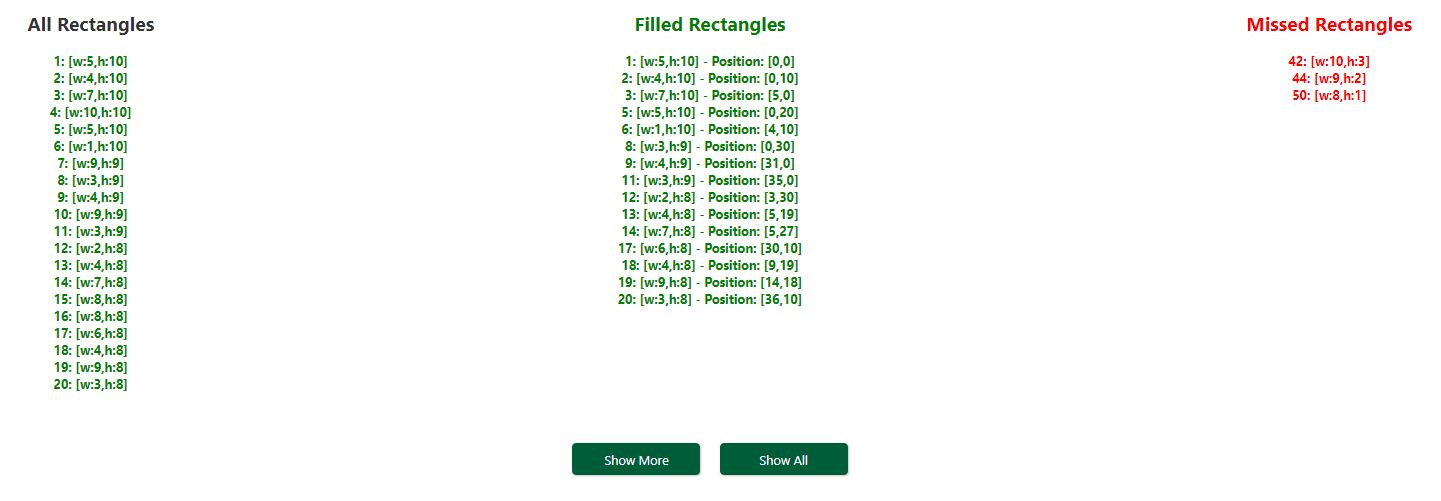 All Rectangles
1: [w:5,h:10]
2: [w:4,h:10]
3: [w:7,h:10]
4: [w:10,h:10]
5: [w:5,h:10]
6: [w:1,h:10]
7: [w:9,h:9]
8: [w:3,h:9]
9: [w:4,h:9]
10: [w:9,h:9]
11: [w:3,h:9]
12: [w:2,h:8]
13: [w:4,h:8]
14: [w:7,h:8]
15: [w:8,h:8]
16: [w:8,h:8]
17: [w:6,h:8]
18: [w:4,h:8]
19: [w:9,h:8]
20: [w:3,h:8]
Filled Rectangles
1: [w:5,h:10] - Position: [0,0]
2: [w:4,h:10] - Position: [0,10]
3: [w:7,h:10] - Position: [5,0]
5: [w:5,h:10] - Position: [0,20]
6: [w:1,h:10] - Position: [4,10]
8: [w:3,h:9] - Position: [0,30]
9: [w:4,h:9] - Position: [31,0]
11: [w:3,h:9] - Position: [35,0]
12: [w:2,h:8] - Position: [3,30]
13: [w:4,h:8] - Position: [5,19]
14: [w:7,h:8] - Position: [5,27]
17: [w:6,h:8] - Position: [30,10]
18: [w:4,h:8] - Position: [9,19]
19: [w:9,h:8] - Position: [14,18]
20: [w:3,h:8] - Position: [36,10]
Missed Rectangles
42: [w:10,h:3]
44: [w:9,h:2]
50: [w:8,h:1]
Show More
Show All